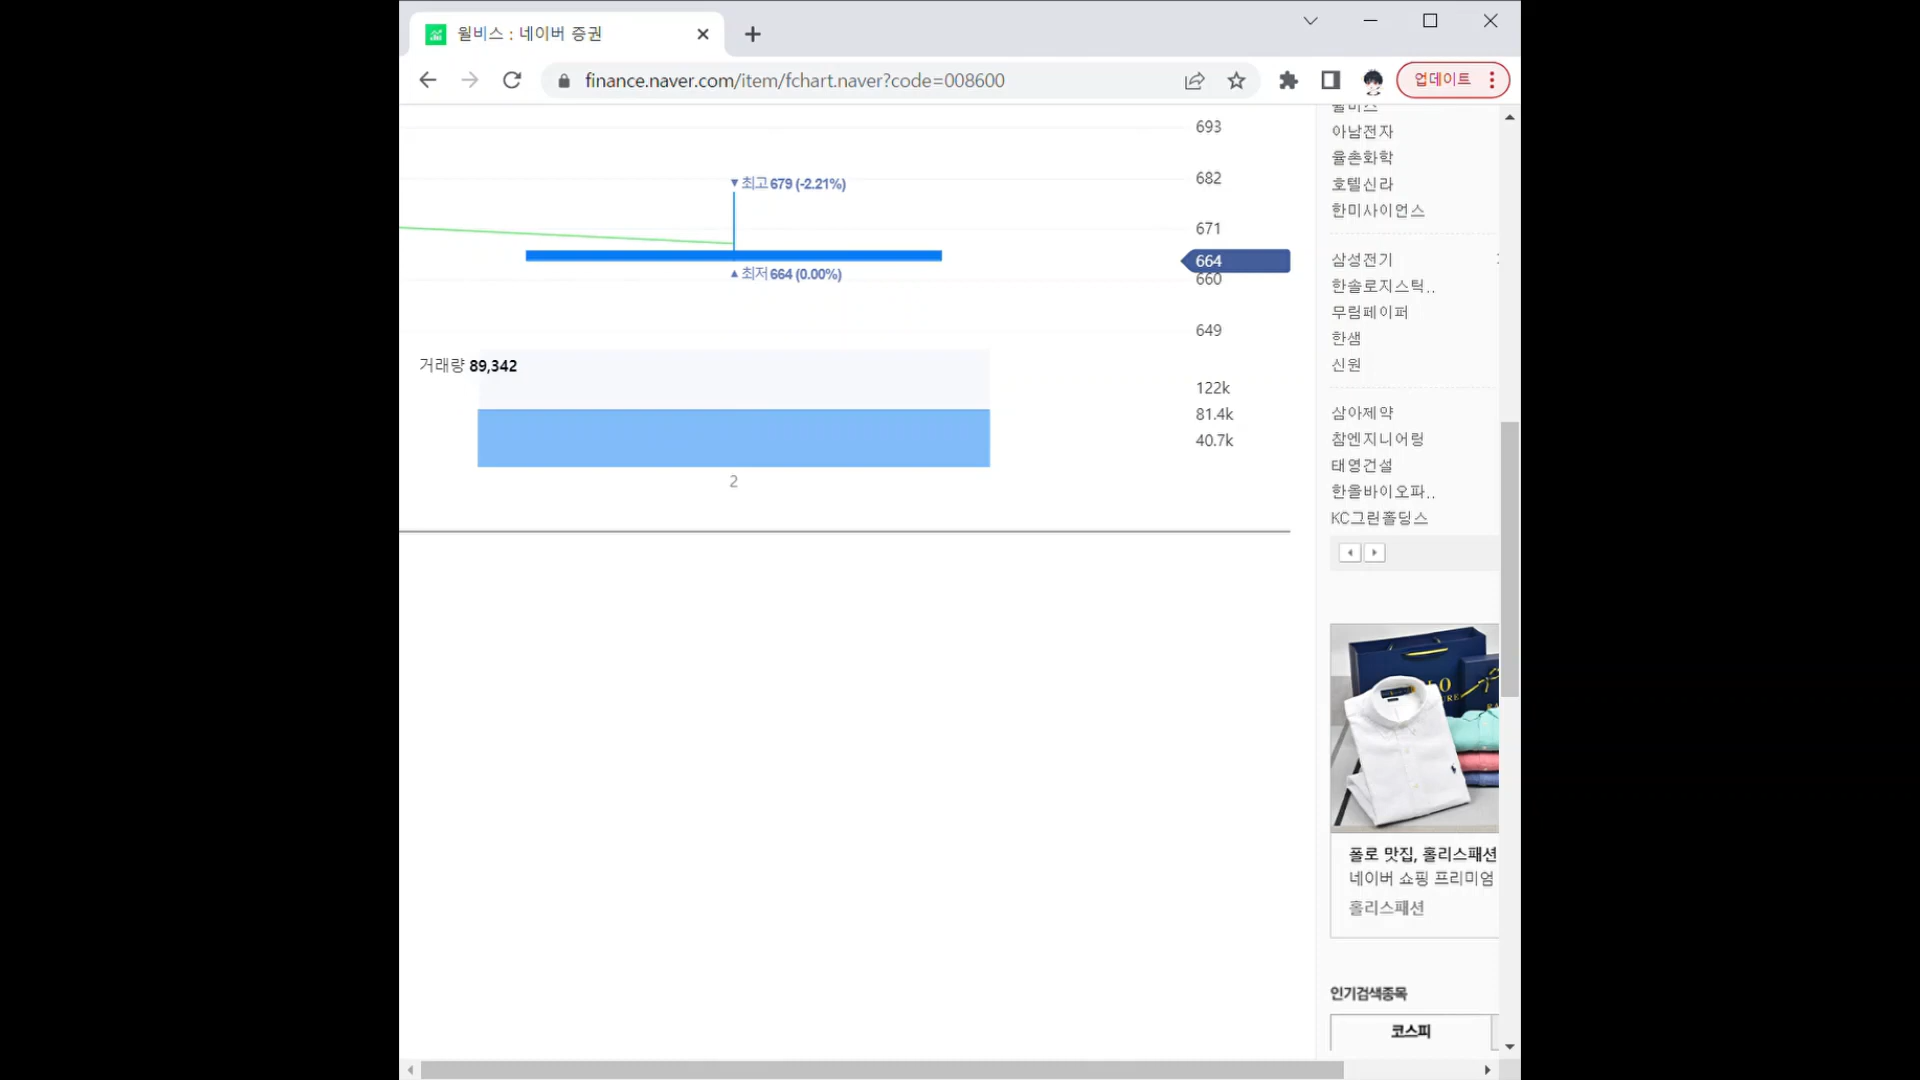 윌비스 : 네이버 증권
finance.naver.com/item/fchart.naver?code=008600
업데이트
693
682
671
664
660
649
▼최고 679 (-2.21%)
▲최저 664 (0.00%)
거래량 89,342
122k
81.4k
40.7k
2
윌비스
아남전자
율촌화학
호텔신라
한미사이언스
삼성전기
한솔로지스틱..
무림페이퍼
한샘
신원
삼아제약
참엔지니어링
태영건설
한올바이오파..
KC그린홀딩스
폴로 맛집, 홀리스패션
네이버 쇼핑 프리미엄
홀리스패션
인기검색종목
코스피